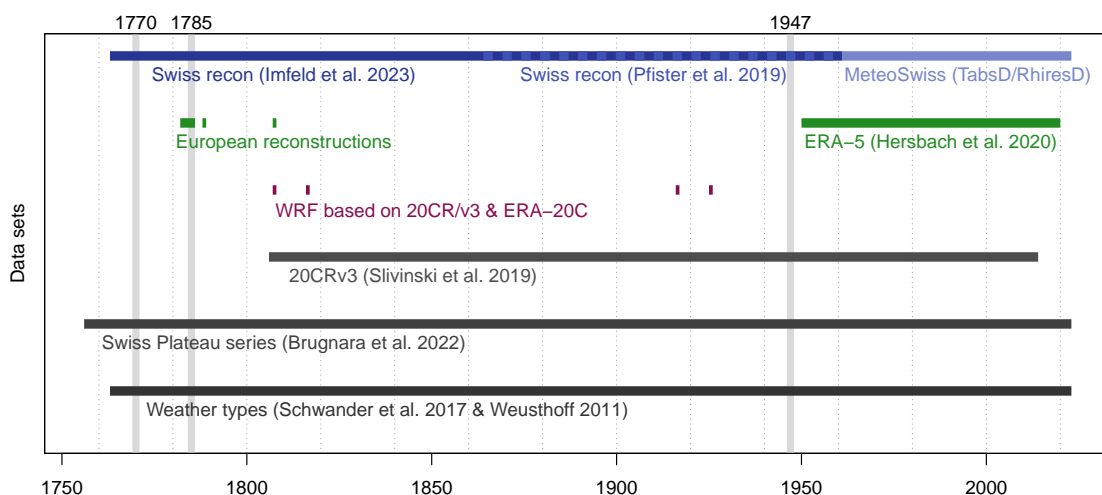 1770 1785 1947
Swiss recon (Imfeld et al. 2023) Swiss recon (Pfister et al. 2019) MeteoSwiss (TabsD/RhiresD)
European reconstructions ERA−5 (Hersbach et al. 2020)
WRF based on 20CR/v3 & ERA−20C
20CRv3 (Slivinski et al. 2019)
Swiss Plateau series (Brugnara et al. 2022)
Weather types (Schwander et al. 2017 & Weusthoff 2011)
Data sets
1750 1800 1850 1900 1950 2000